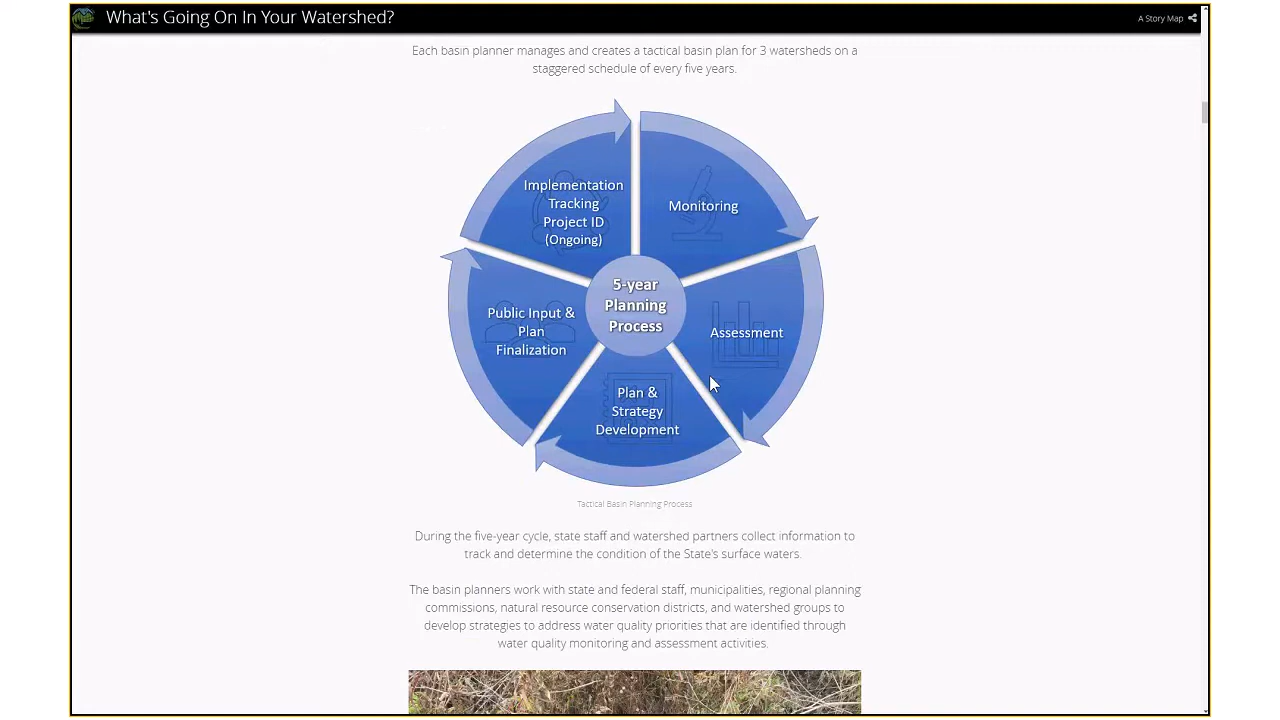 What's Going On In Your Watershed?
A Story Map
Each basin planner manages and creates a tactical basin plan for 3 watersheds on a
staggered schedule of every five years.
Implementation
Tracking
Project ID
(Ongoing)
Monitoring
5-year
Planning
Process
Public Input &
Plan
Finalization
Assessment
Plan &
Strategy
Development
Tactical Basin Planning Process
During the five-year cycle, state staff and watershed partners collect information to
track and determine the condition of the State's surface waters.
The basin planners work with state and federal staff, municipalities, regional planning
commissions, natural resource conservation districts, and watershed groups to
develop strategies to address water quality priorities that are identified through
water quality monitoring and assessment activities.